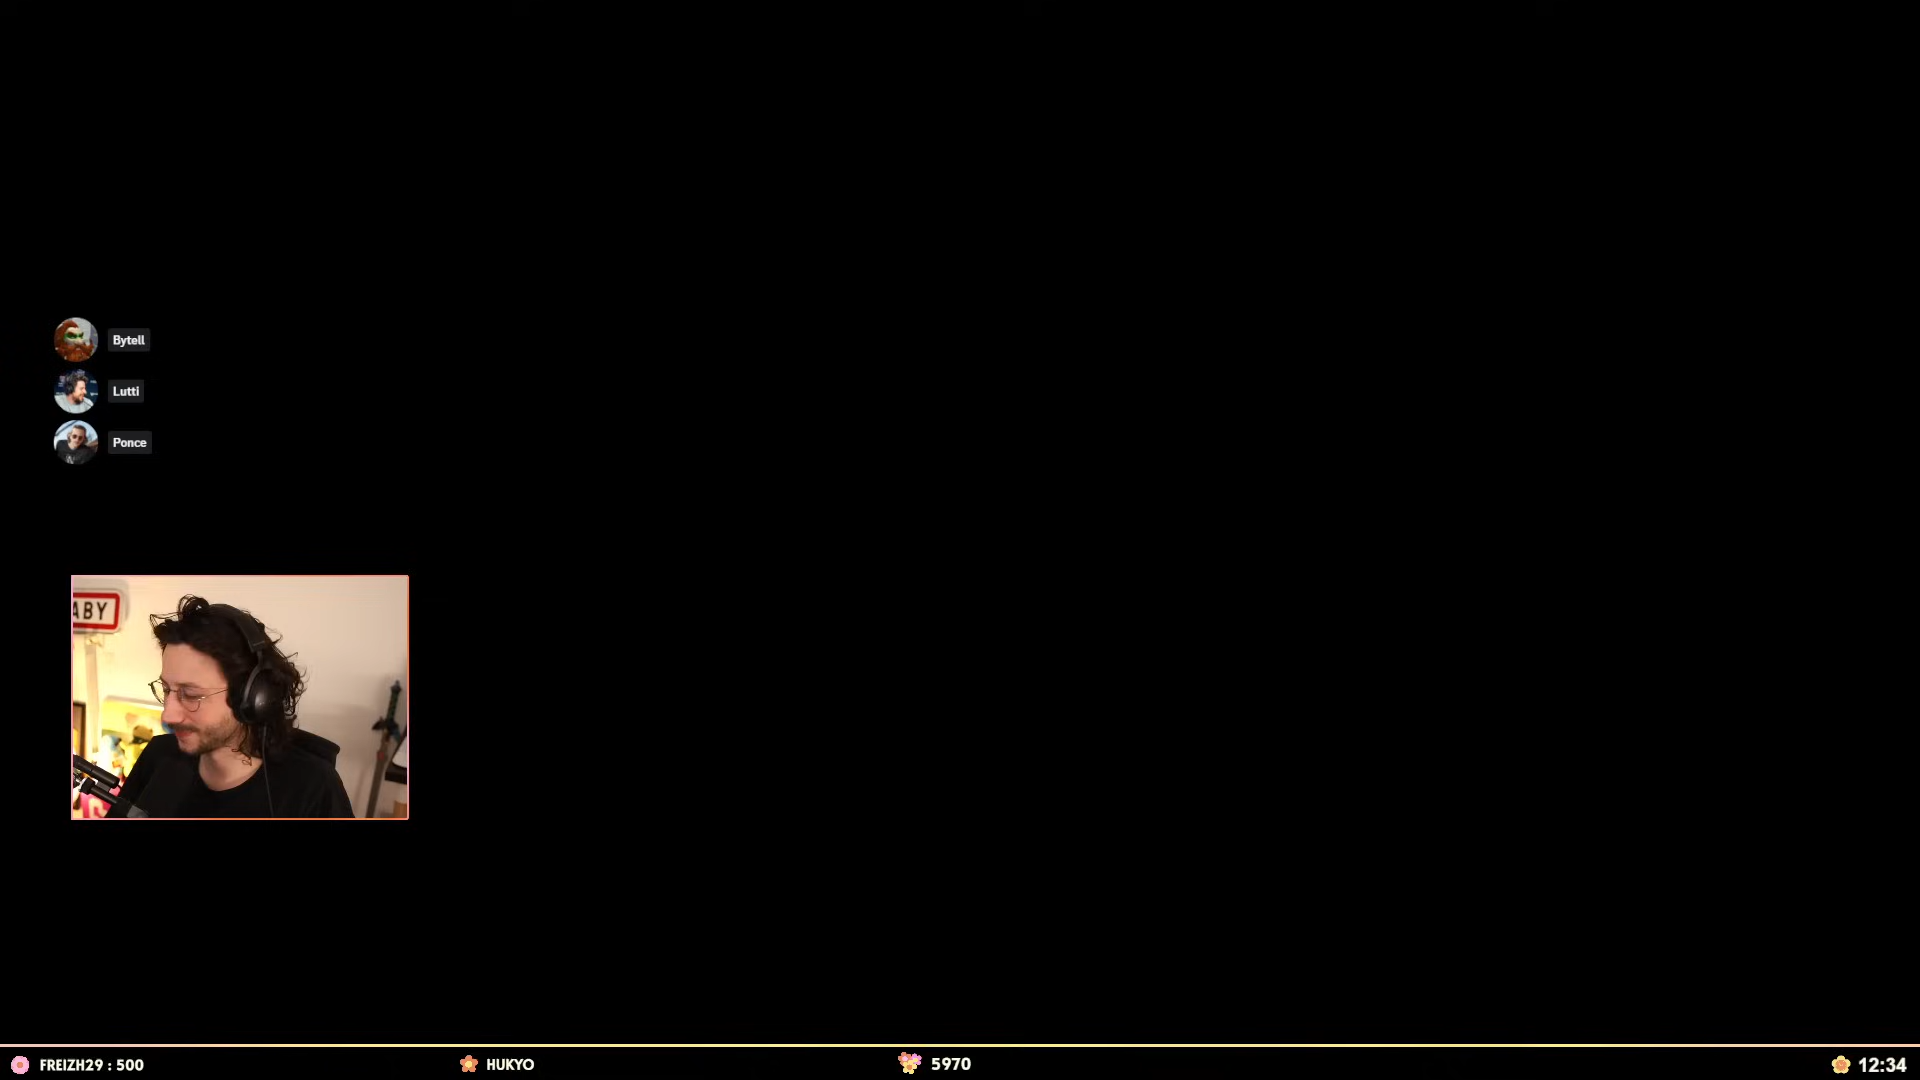 Bytell
Lutti
Ponce
ABY
FREIZH29 : 500
HUKYO
5970
12:34